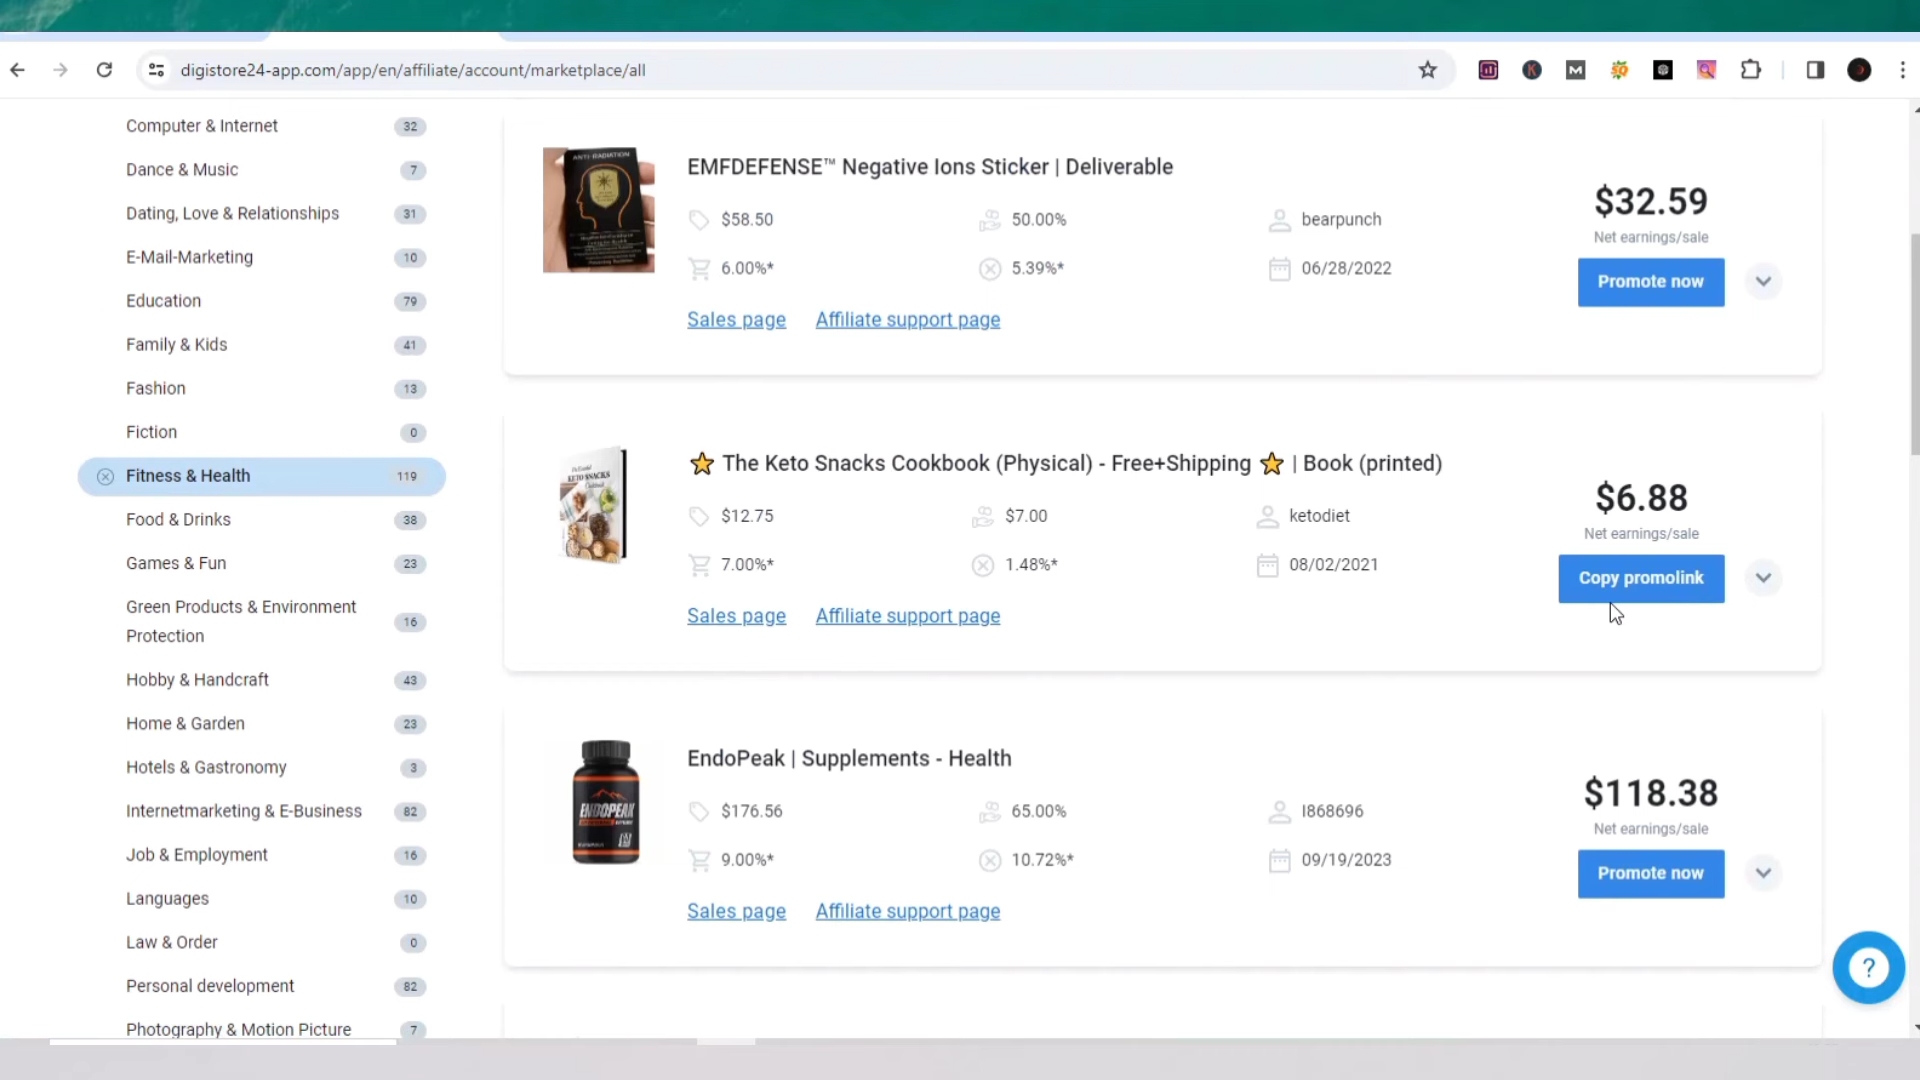 digistore24-app.com/app/en/affiliate/account/marketplace/all
Computer & Internet 32
Dance & Music 7
Dating, Love & Relationships 31
E-Mail-Marketing 10
Education 79
Family & Kids 41
Fashion 13
Fiction 0
Fitness & Health 119
Food & Drinks 38
Games & Fun 23
Green Products & Environment
Protection 16
Hobby & Handcraft 43
Home & Garden 23
Hotels & Gastronomy 3
Internetmarketing & E-Business 82
Job & Employment 16
Languages 10
Law & Order 0
Personal development 82
Photography & Motion Picture 7
ANTI-RADIATION
EMFDEFENSE™ Negative Ions Sticker | Deliverable
$58.50 50.00% bearpunch
6.00%* 5.39%* 06/28/2022
Sales page Affiliate support page
$32.59
Net earnings/sale
Promote now
KETO SNACKS
Cookbook
⭐ The Keto Snacks Cookbook (Physical) - Free+Shipping ⭐ | Book (printed)
$12.75 $7.00 ketodiet
7.00%* 1.48%* 08/02/2021
Sales page Affiliate support page
$6.88
Net earnings/sale
Copy promolink
ENDOPEAK
EndoPeak | Supplements - Health
$176.56 65.00% I868696
9.00%* 10.72%* 09/19/2023
Sales page Affiliate support page
$118.38
Net earnings/sale
Promote now
?